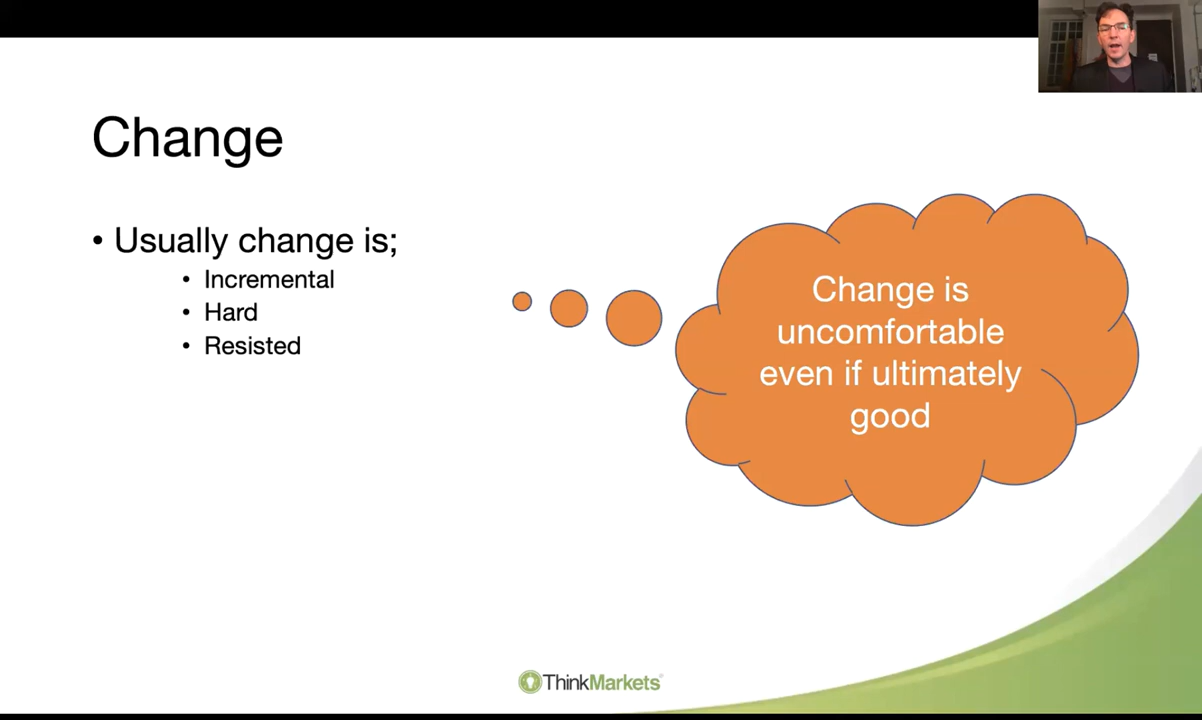 Change
• Usually change is;
• Incremental
• Hard
• Resisted
Change is
uncomfortable
even if ultimately
good
ThinkMarkets